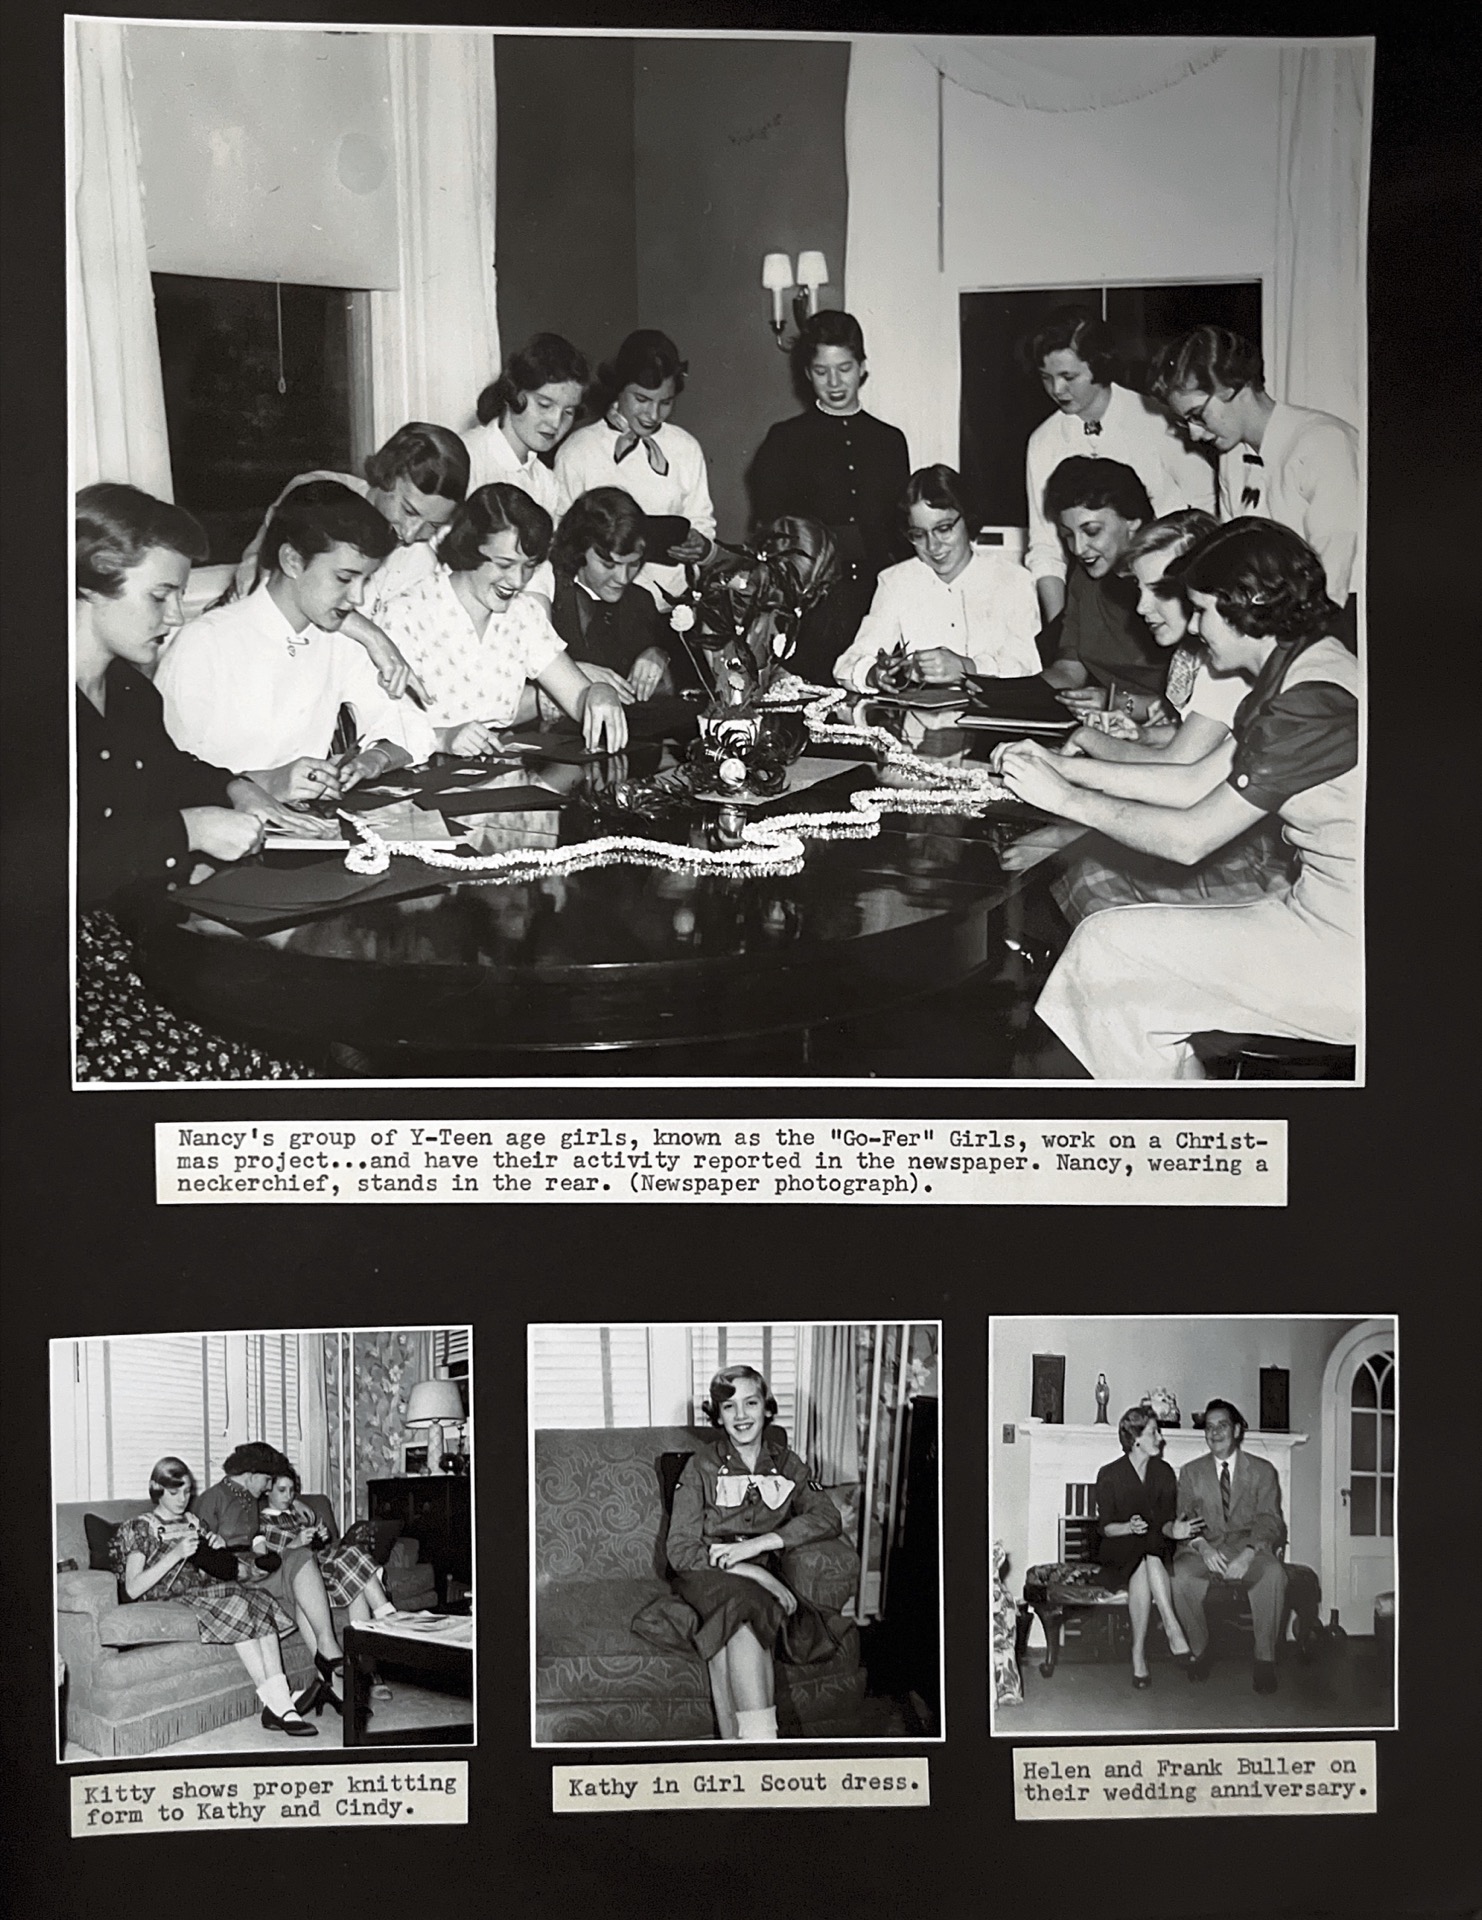 Nancy's group of Y-Teen age girls, known as the "Go-Fer" Girls, work on a Christ-
mas project...and have their activity reported in the newspaper. Nancy, wearing a
neckerchief, stands in the rear. (Newspaper photograph).
Kitty shows proper knitting
form to Kathy and Cindy.
Kathy in Girl Scout dress.
Helen and Frank Buller on
their wedding anniversary.